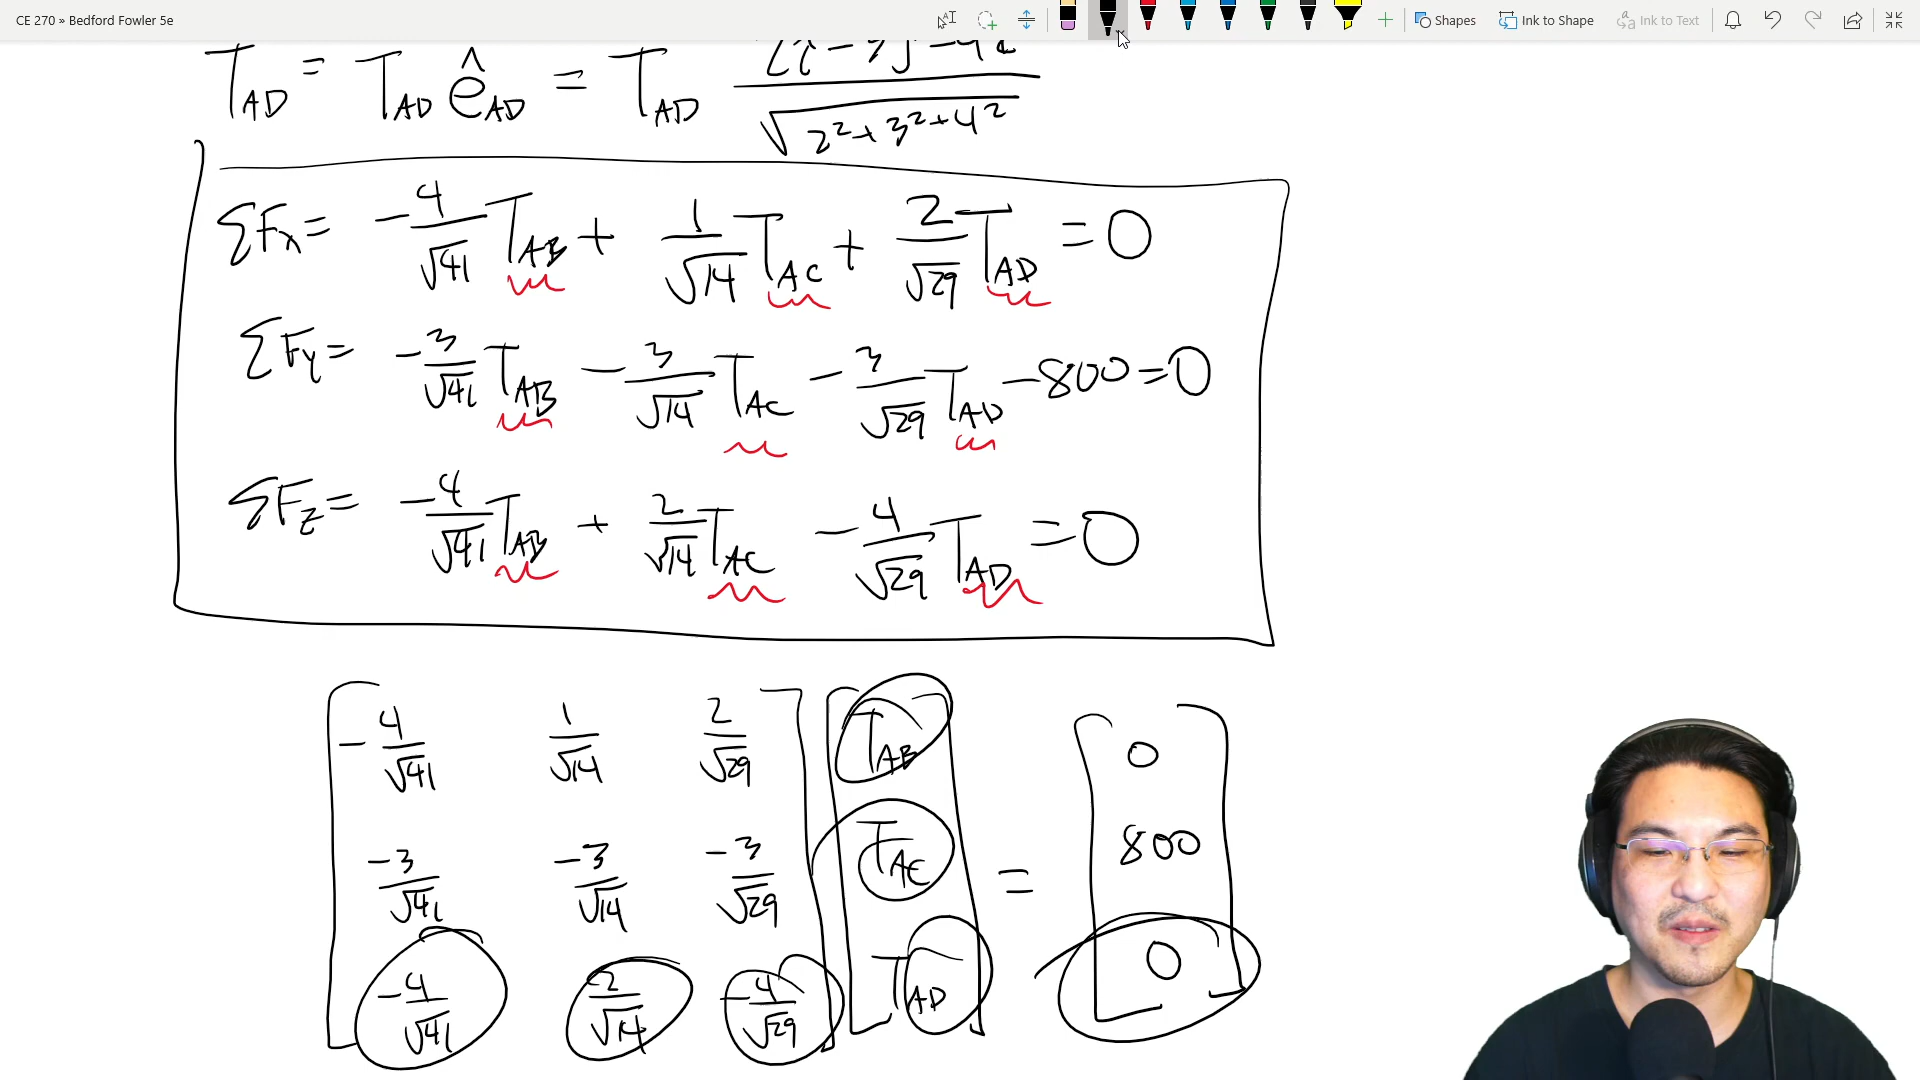 CE 270 » Bedford Fowler 5e
Shapes
Ink to Shape
Ink to Text
T_AD = T_AD ê_AD = T_AD (2î − 3ĵ − 4k̂)/√(2²+3²+4²)
ΣFx = −4/√41 T_AB + 1/√14 T_AC + 2/√29 T_AD = 0
ΣFy = −3/√41 T_AB − 3/√14 T_AC − 3/√29 T_AD − 800 = 0
ΣFz = −4/√41 T_AB + 2/√14 T_AC − 4/√29 T_AD = 0
[ −4/√41 1/√14 2/√29 ] [ T_AB ] [ 0 ]
[ −3/√41 −3/√14 −3/√29 ] [ T_AC ] = [ 800 ]
[ −4/√41 2/√14 −4/√29 ] [ T_AD ] [ 0 ]